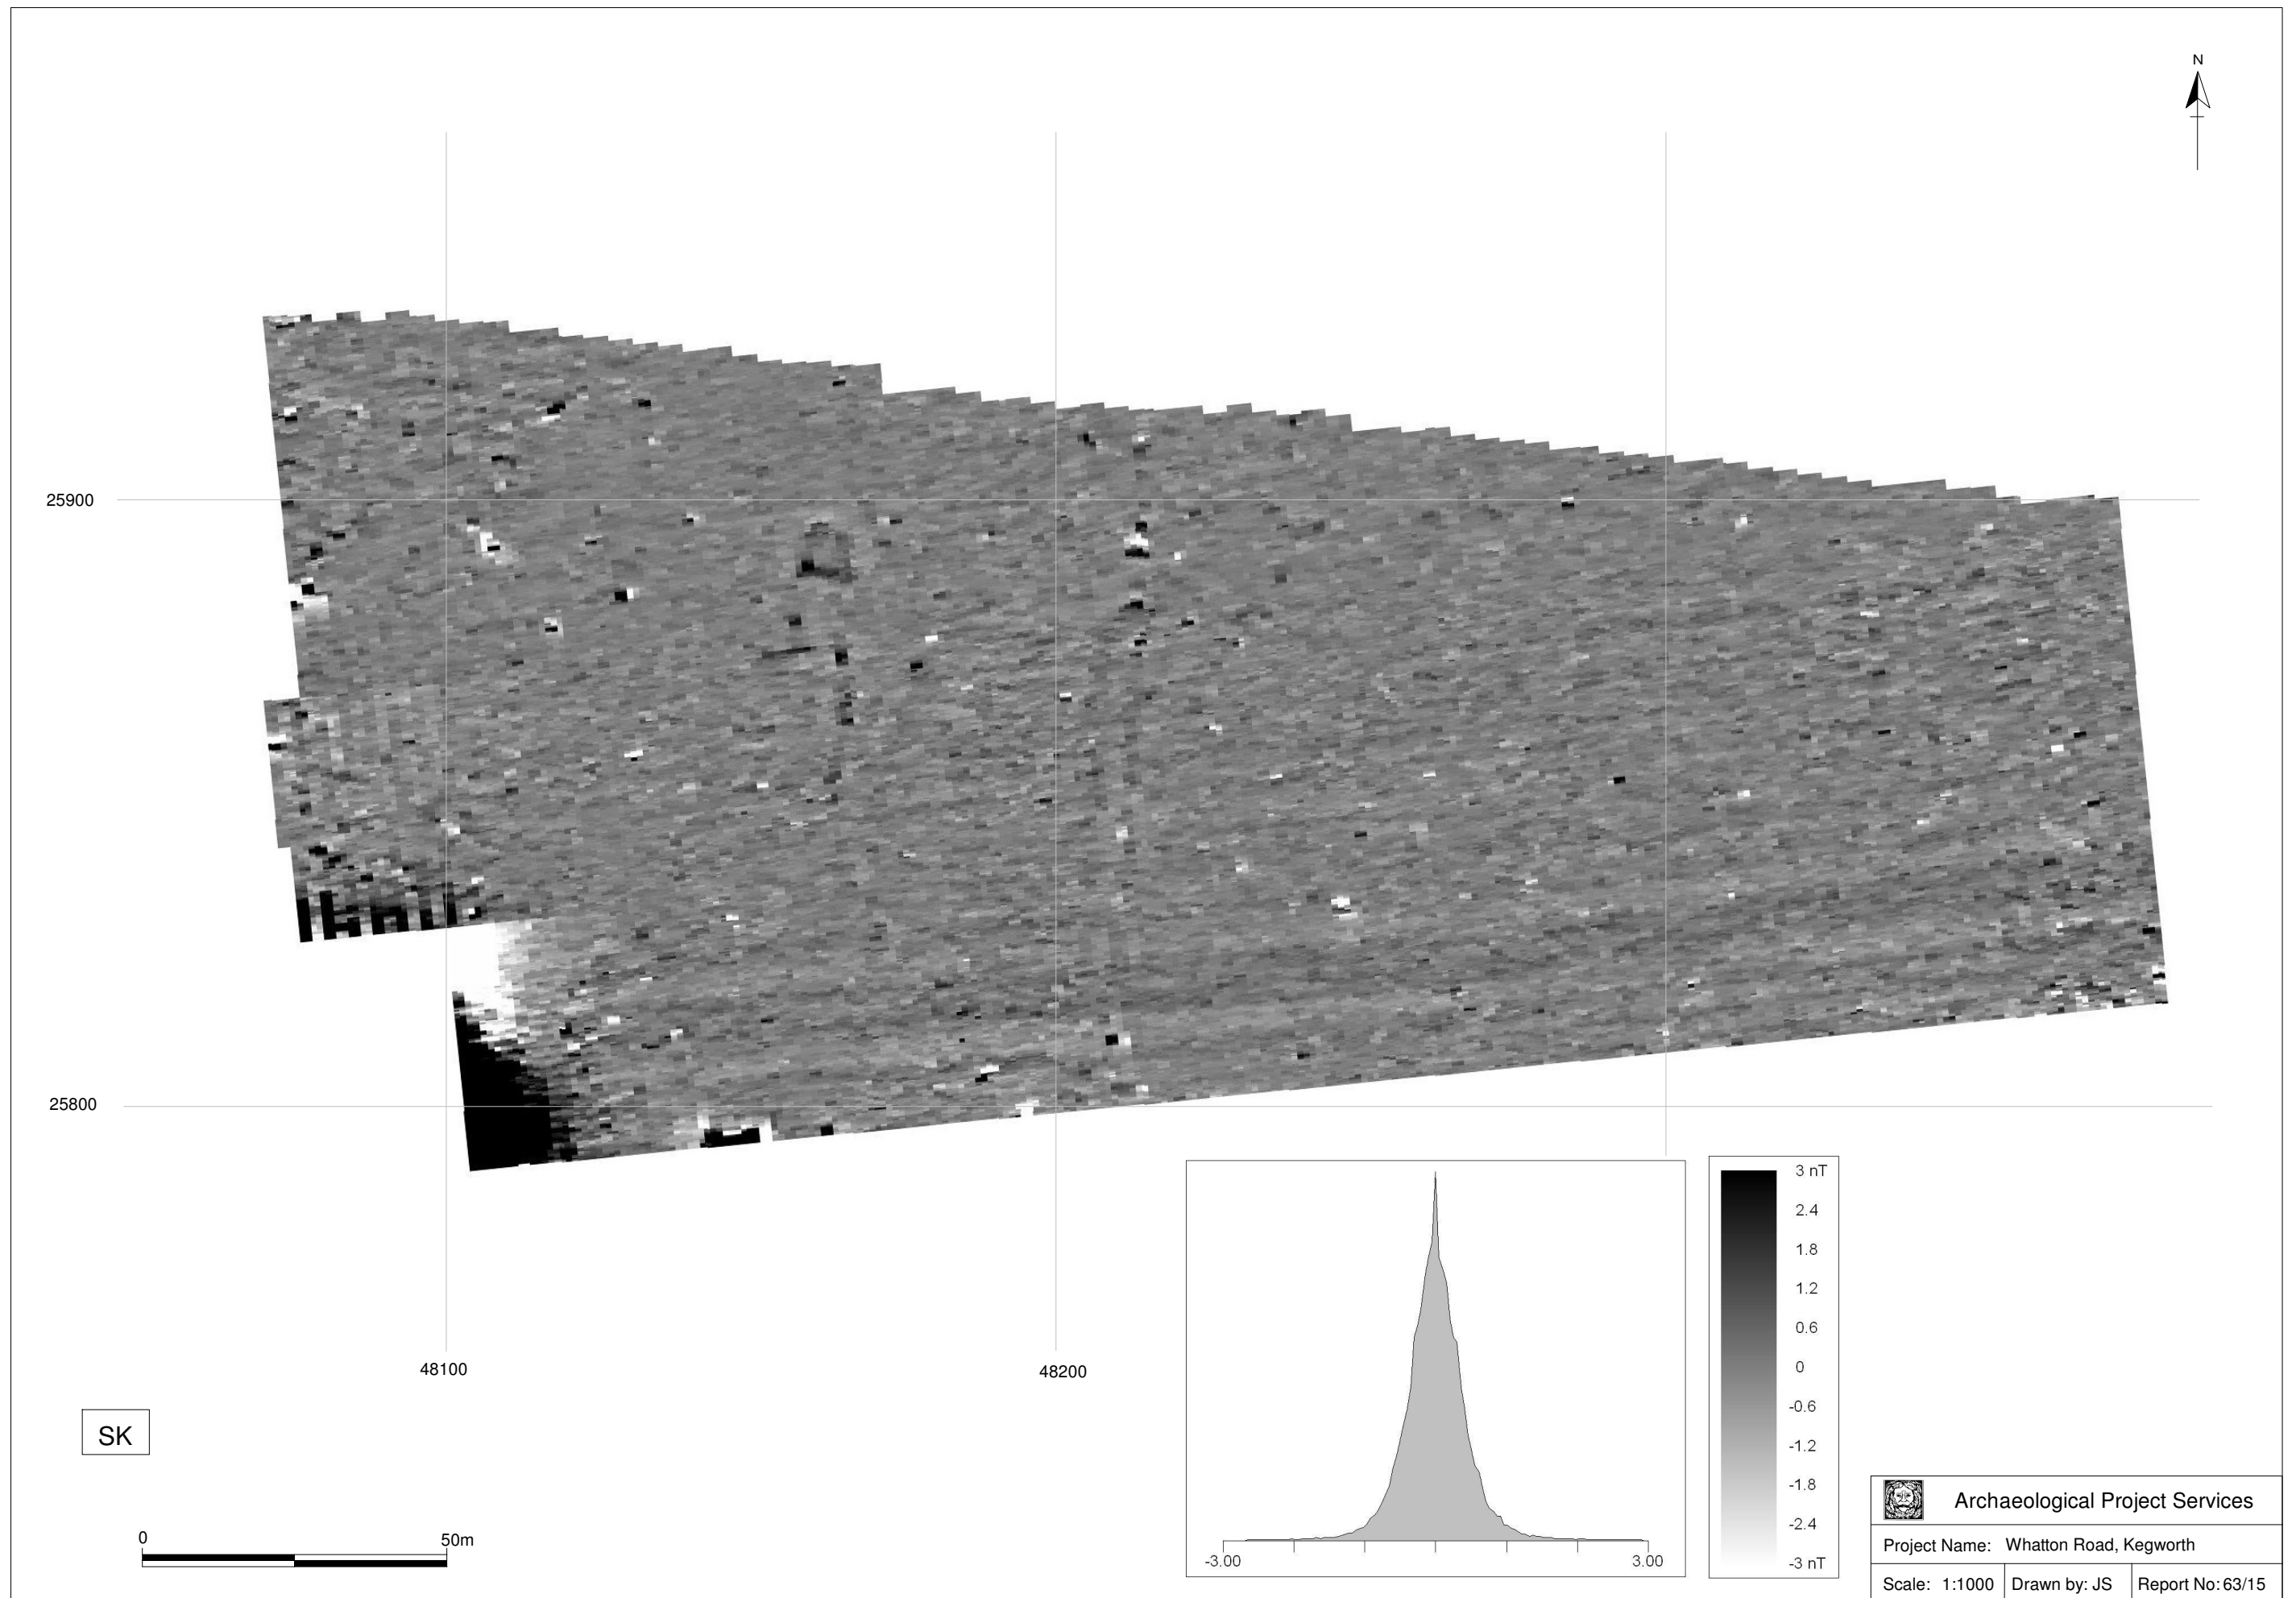 N
25900
25800
48100
48200
SK
0 50m
-3.00 3.00
3 nT
2.4
1.8
1.2
0.6
0
-0.6
-1.2
-1.8
-2.4
-3 nT
Archaeological Project Services
Project Name: Whatton Road, Kegworth
Scale: 1:1000 Drawn by: JS Report No: 63/15